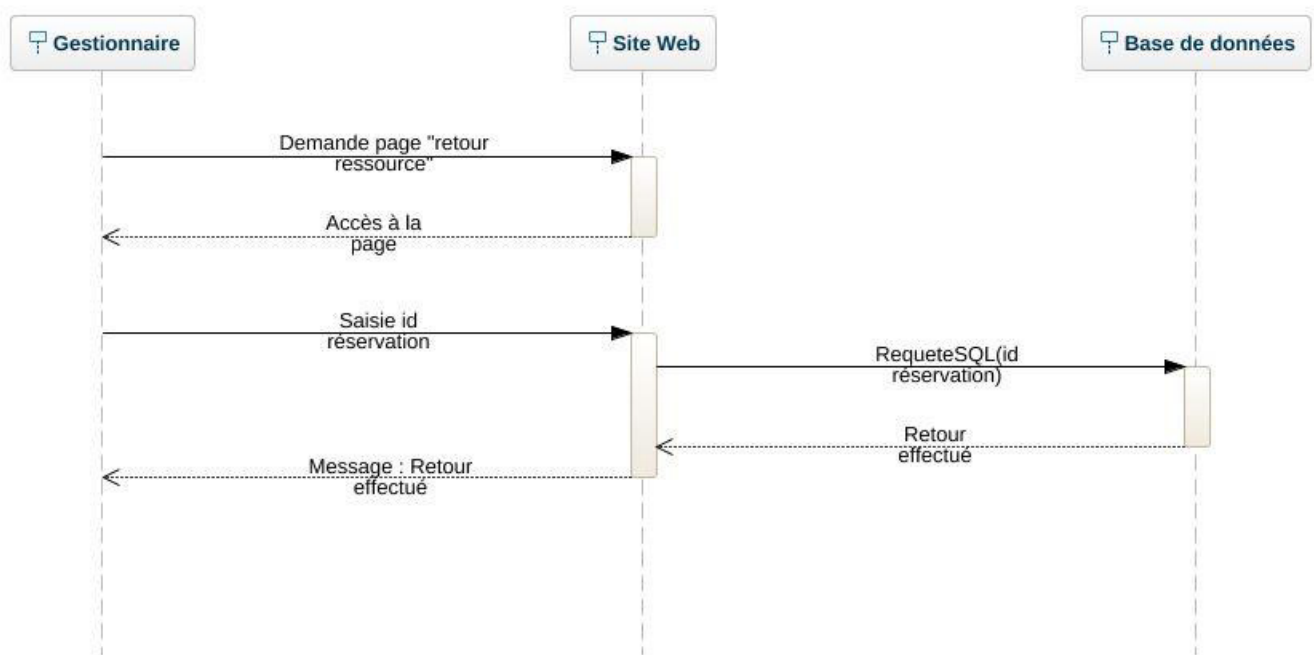 Gestionnaire
Site Web
Base de données
Demande page "retour
ressource"
Accès à la
page
Saisie id
réservation
RequeteSQL(id
réservation)
Retour
effectué
Message : Retour
effectué